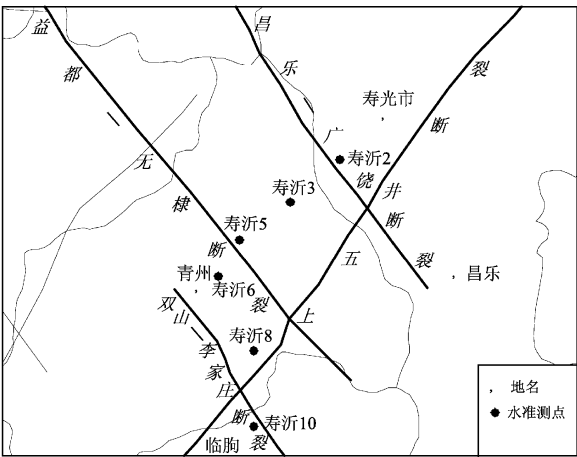 益都—无棣断裂
昌乐—广饶断裂
五井断裂
上
寿光市
寿沂2
寿沂3
寿沂5
青州
寿沂6
昌乐
双山—李家庄断裂
寿沂8
寿沂10
临朐
地名
水准测点